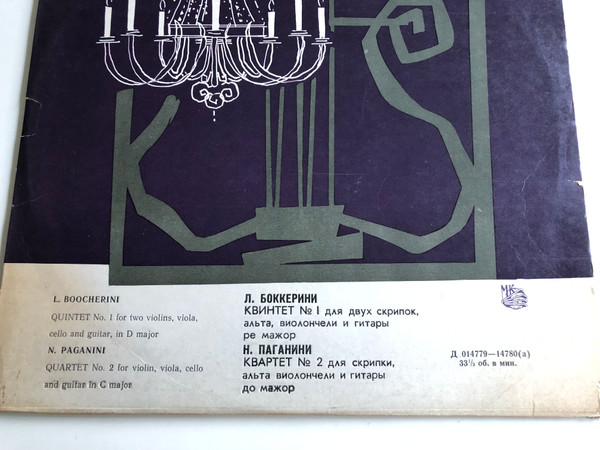 L. BOOCHERINI
QUINTET No. 1 for two violins, viola,
cello and guitar, in D major
N. PAGANINI
QUARTET No. 2 for violin, viola, cello
and guitar in C major
Л. БОККЕРИНИ
КВИНТЕТ № 1 для двух скрипок,
альта, виолончели и гитары
ре мажор
Н. ПАГАНИНИ
КВАРТЕТ № 2 для скрипки,
альта виолончели и гитары
до мажор
МК
Д 014779—14780(а)
33⅓ об. в мин.